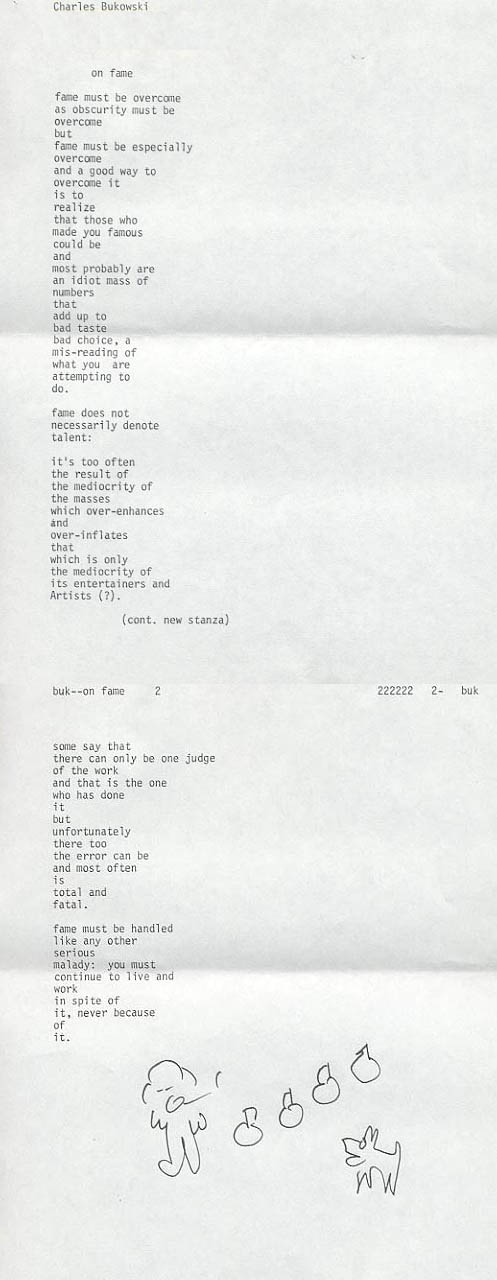 Charles Bukowski
on fame
fame must be overcome
as obscurity must be
overcome
but
fame must be especially
overcome
and a good way to
overcome it
is to
realize
that those who
made you famous
could be
and
most probably are
an idiot mass of
numbers
that
add up to
bad taste
bad choice, a
mis-reading of
what you  are
attempting to
do.
fame does not
necessarily denote
talent:
it's too often
the result of
the mediocrity of
the masses
which over-enhances
and
over-inflates
that
which is only
the mediocrity of
its entertainers and
Artists (?).
(cont. new stanza)
buk--on fame     2     222222   2-   buk
some say that
there can only be one judge
of the work
and that is the one
who has done
it
but
unfortunately
there too
the error can be
and most often
is
total and
fatal.
fame must be handled
like any other
serious
malady:  you must
continue to live and
work
in spite of
it, never because
of
it.